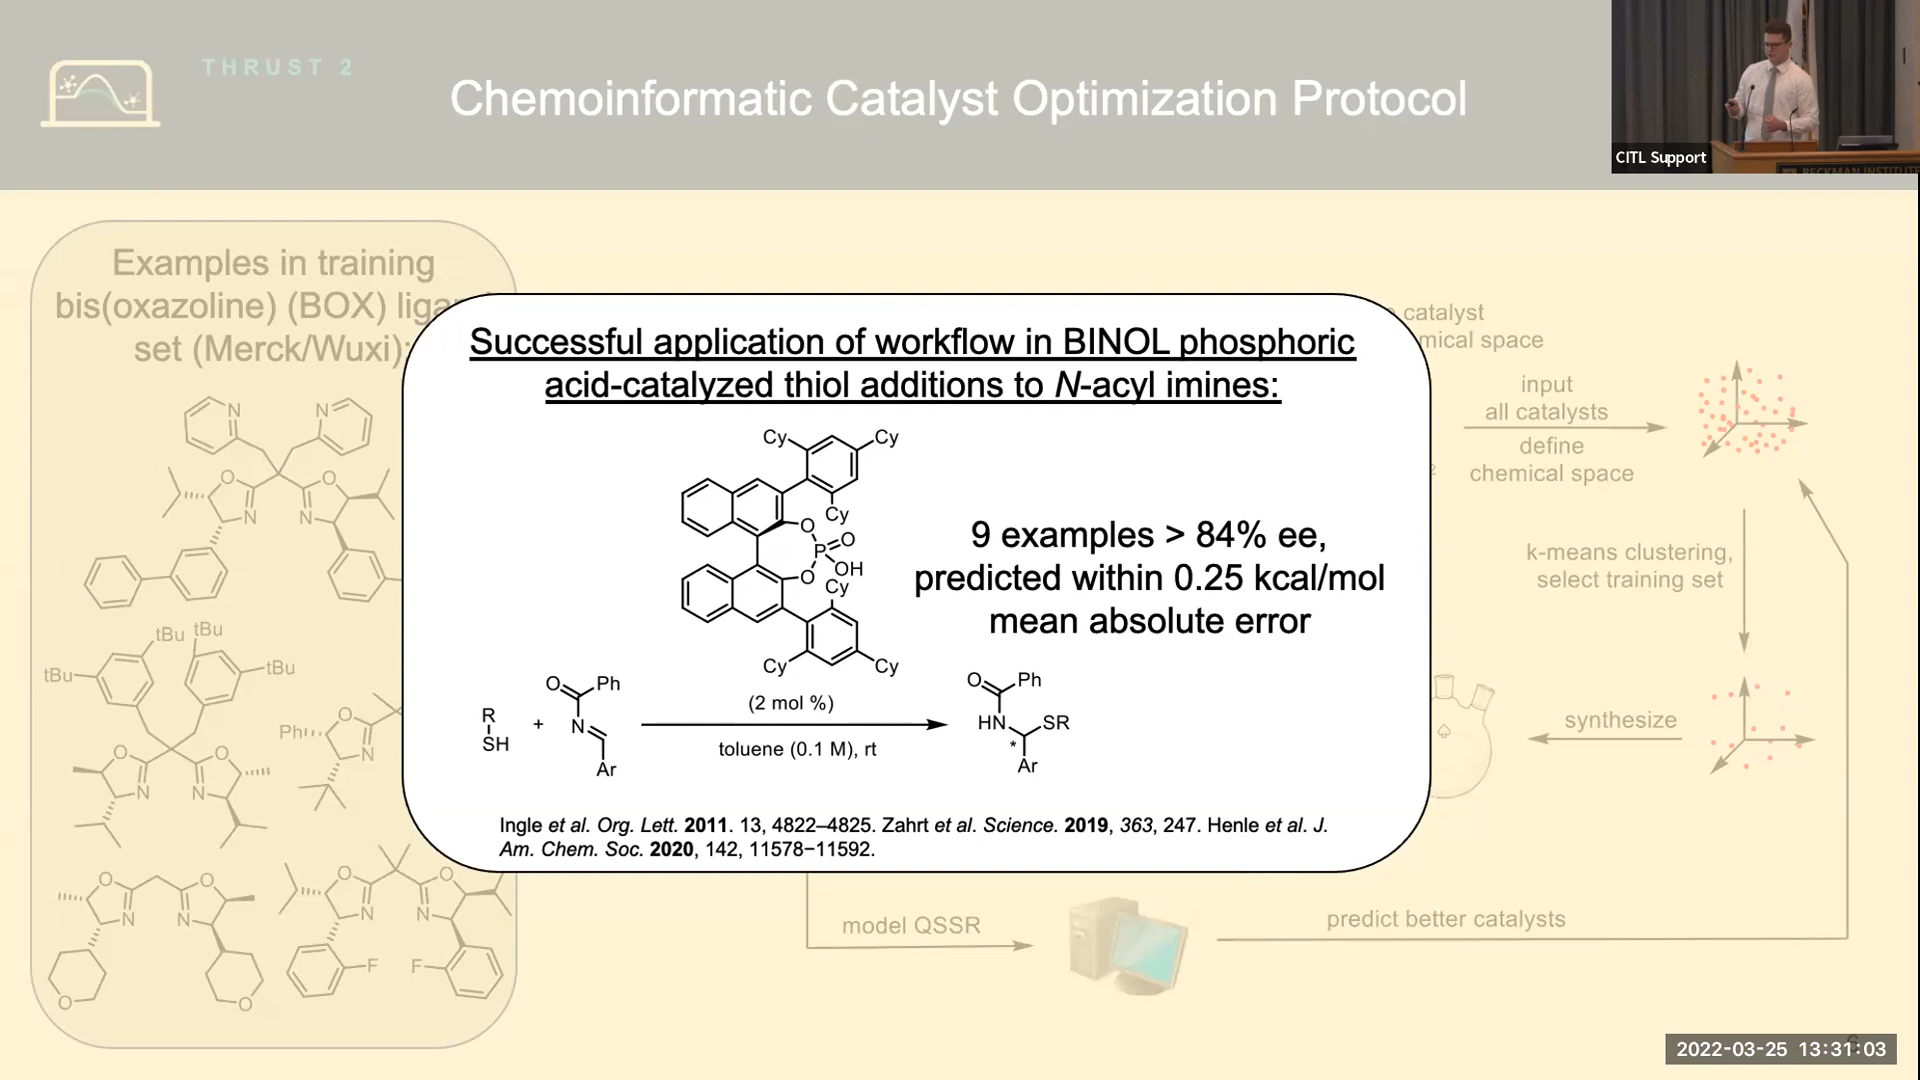 THRUST 2
Chemoinformatic Catalyst Optimization Protocol
CITL Support
BECKMAN INSTITUTE
Examples in training
bis(oxazoline) (BOX)
set (Merck/Wuxi):
N N
O O
N N
tBu tBu
tBu tBu
O O
N N
Ph O
N
O O
N N
O O
O O
N N
F F
Successful application of workflow in BINOL phosphoric
acid-catalyzed thiol additions to N-acyl imines:
Cy Cy
Cy
O
P O
OH
O
Cy
Cy Cy
9 examples > 84% ee,
predicted within 0.25 kcal/mol
mean absolute error
R
SH
+
O Ph
N
Ar
(2 mol %)
toluene (0.1 M), rt
O Ph
HN SR
*
Ar
Ingle et al. Org. Lett. 2011. 13, 4822–4825. Zahrt et al. Science. 2019, 363, 247. Henle et al. J.
Am. Chem. Soc. 2020, 142, 11578−11592.
catalyst
input
all catalysts
define
chemical space
k-means clustering,
select training set
synthesize
model QSSR
predict better catalysts
2022-03-25 13:31:03